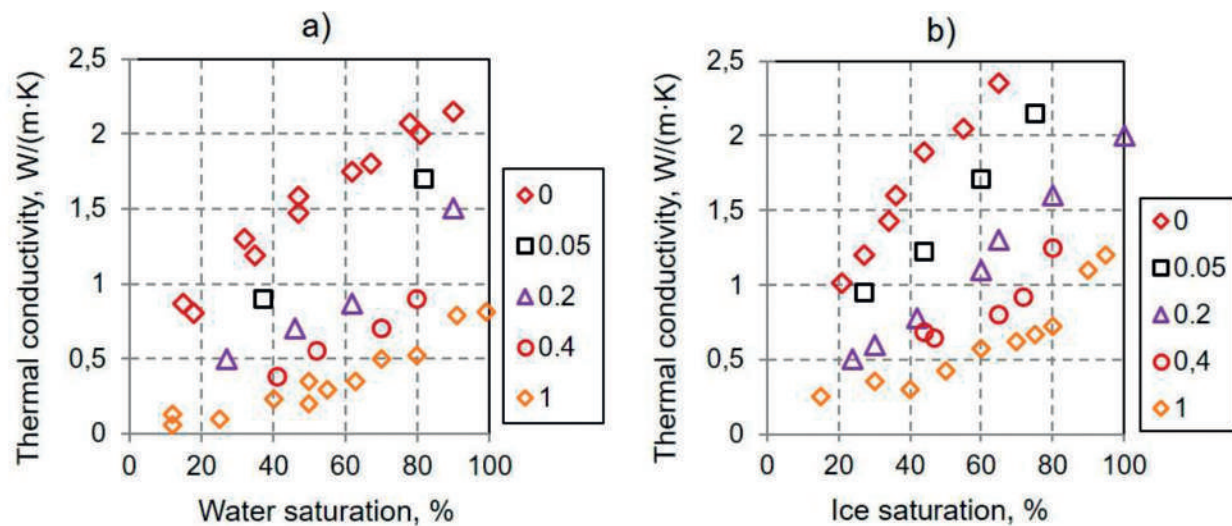 a)
Thermal conductivity, W/(m·K)
2,5
2
1,5
1
0,5
0
0 20 40 60 80 100
Water saturation, %
0
0.05
0.2
0.4
1
b)
Thermal conductivity, W/(m·K)
2,5
2
1,5
1
0,5
0
0 20 40 60 80 100
Ice saturation, %
0
0.05
0.2
0,4
1